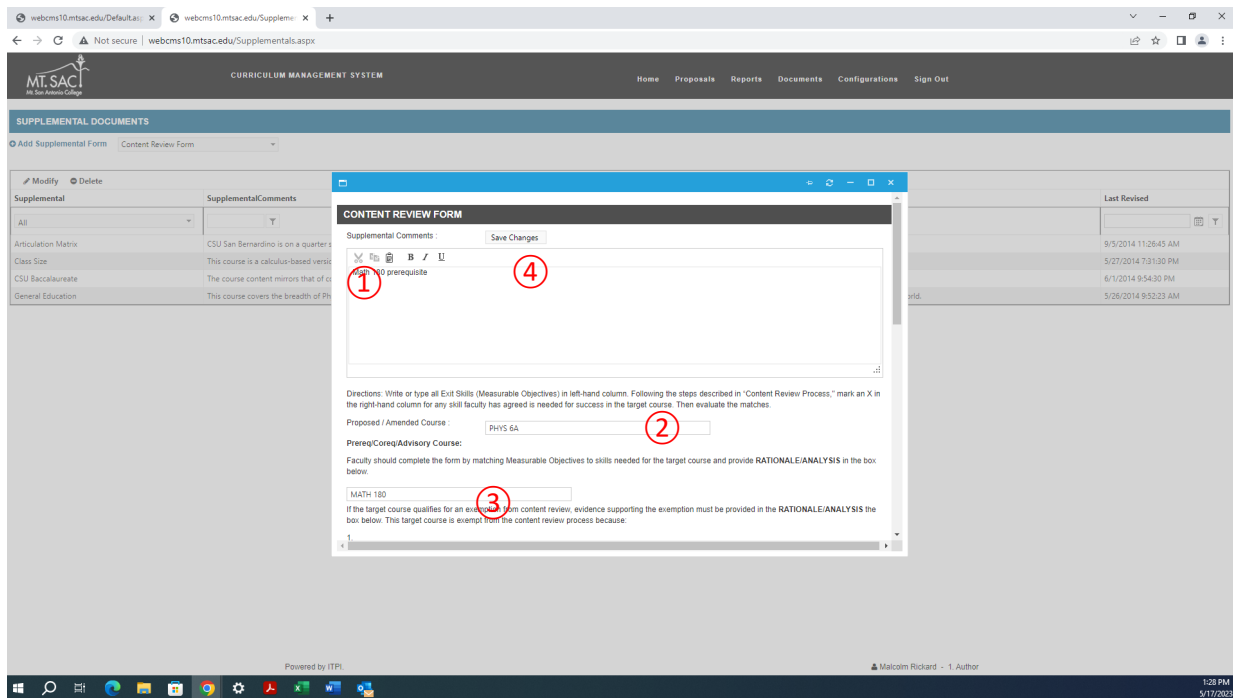 webcms10.mtsac.edu/Default.as
webcms10.mtsac.edu/Suppleme
Not secure | webcms10.mtsac.edu/Supplementals.aspx
MT. SAC
Mt. San Antonio College
CURRICULUM MANAGEMENT SYSTEM
Home Proposals Reports Documents Configurations Sign Out
SUPPLEMENTAL DOCUMENTS
Add Supplemental Form Content Review Form
Modify Delete
Supplemental SupplementalComments Last Revised
All
Articulation Matrix CSU San Bernardino is on a quarter s 9/5/2014 11:26:45 AM
Class Size This course is a calculus-based versio 5/27/2014 7:31:30 PM
CSU Baccalaureate The course content mirrors that of co 6/1/2014 9:54:30 PM
General Education This course covers the breadth of Ph orld. 5/26/2014 9:52:23 AM
CONTENT REVIEW FORM
Supplemental Comments : Save Changes
B I U
Math 180 prerequisite
1
4
Directions: Write or type all Exit Skills (Measurable Objectives) in left-hand column. Following the steps described in "Content Review Process," mark an X in
the right-hand column for any skill faculty has agreed is needed for success in the target course. Then evaluate the matches.
Proposed / Amended Course : PHYS 6A
2
Prereq/Coreq/Advisory Course:
Faculty should complete the form by matching Measurable Objectives to skills needed for the target course and provide RATIONALE/ANALYSIS in the box
below.
MATH 180
3
If the target course qualifies for an exemption from content review, evidence supporting the exemption must be provided in the RATIONALE/ANALYSIS the
box below. This target course is exempt from the content review process because:
1.
Powered by ITPI.
Malcolm Rickard - 1. Author
1:28 PM
5/17/2023